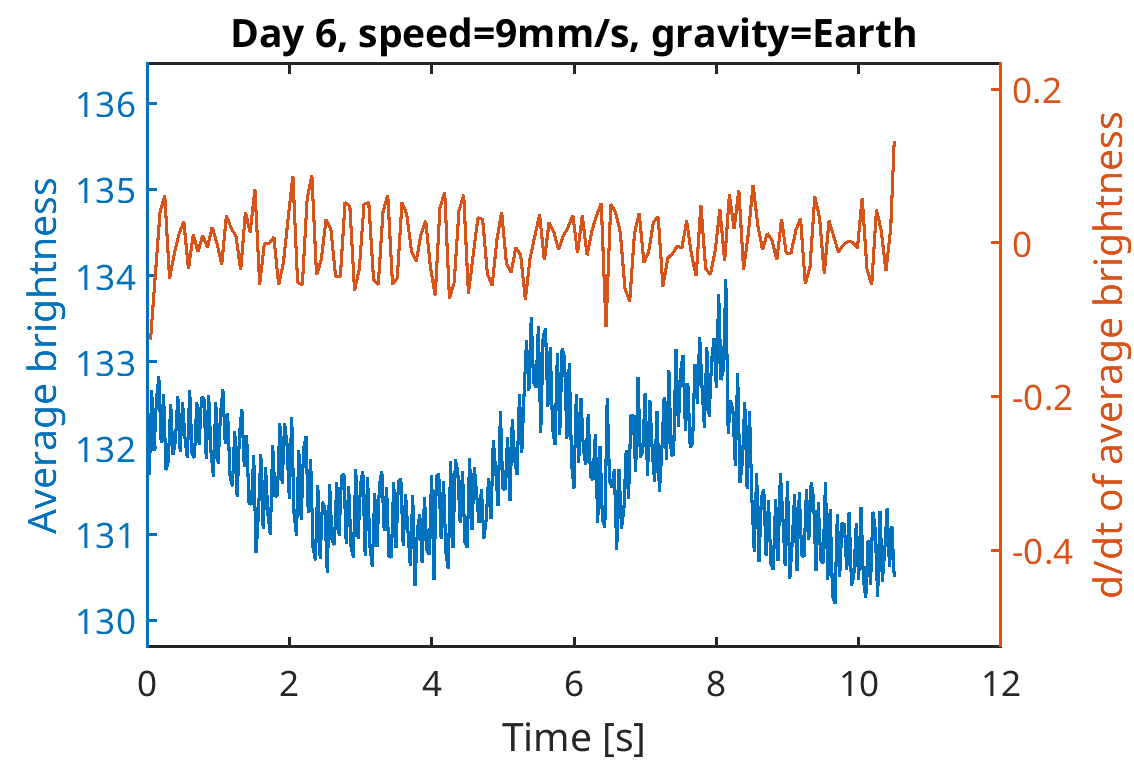 Day 6, speed=9mm/s, gravity=Earth
Average brightness
136
135
134
133
132
131
130
0.2
0
-0.2
-0.4
d/dt of average brightness
0 2 4 6 8 10 12
Time [s]